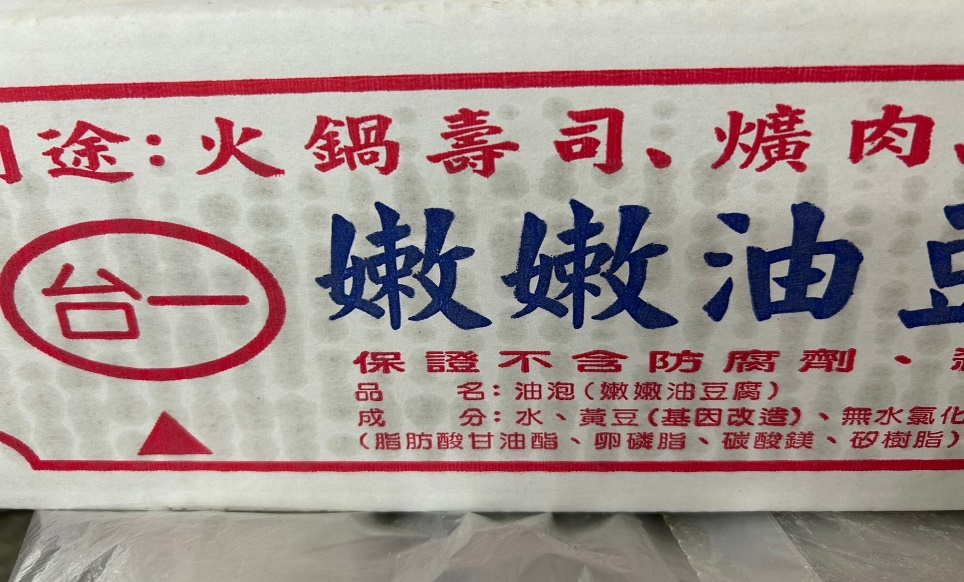 途：火鍋壽司、爌肉、
台一
嫩嫩油
保證不含防腐劑、
品 名：油泡（嫩嫩油豆腐）
成 分：水、黃豆（基因改造）、無水氯化
（脂肪酸甘油酯、卵磷脂、碳酸鎂、矽樹脂）